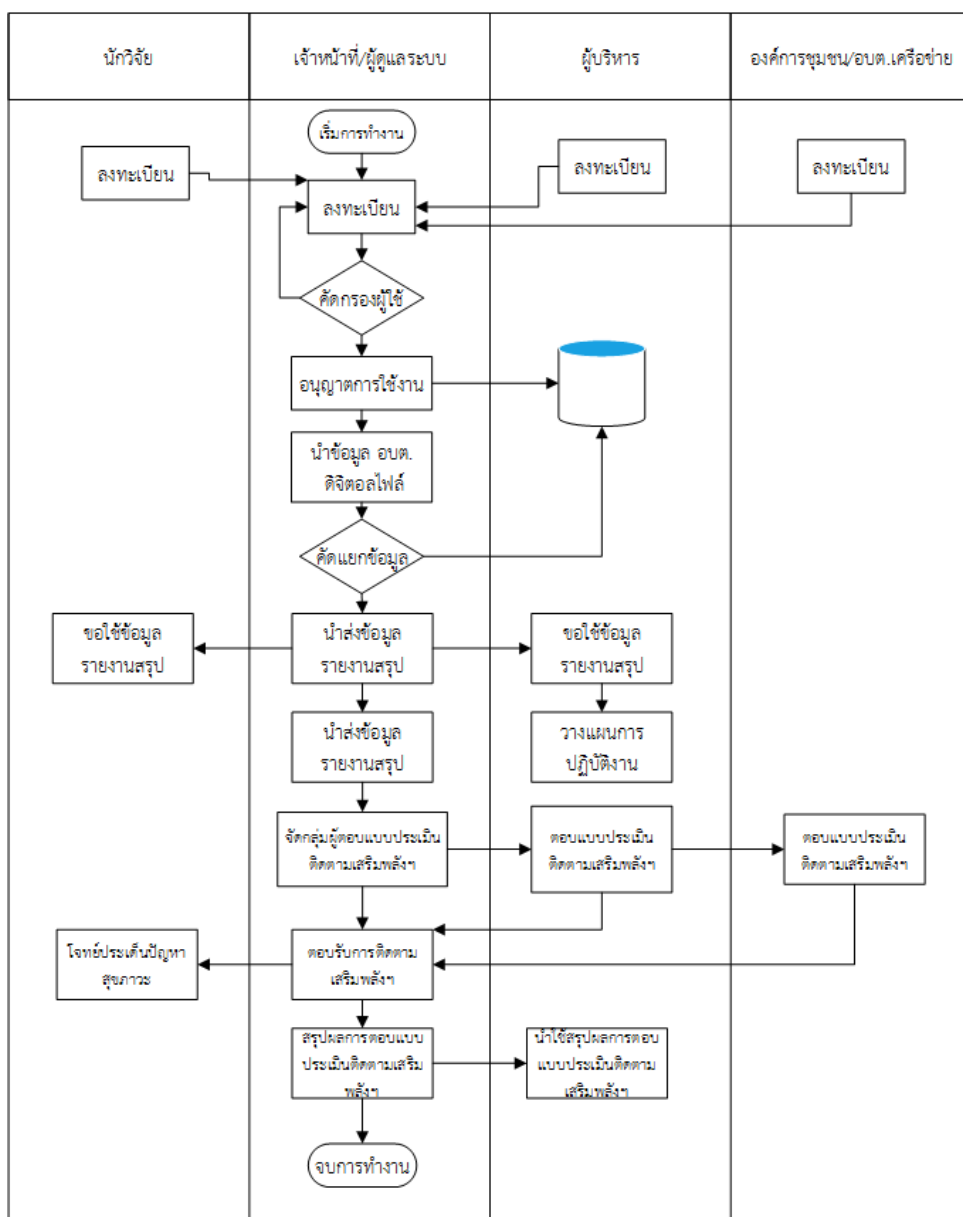 นักวิจัย
เจ้าหน้าที่/ผู้ดูแลระบบ
ผู้บริหาร
องค์การชุมชน/อบต.เครือข่าย
เริ่มการทำงาน
ลงทะเบียน
ลงทะเบียน
ลงทะเบียน
ลงทะเบียน
คัดกรองผู้ใช้
อนุญาตการใช้งาน
นำข้อมูล อบต.
ดิจิตอลไฟล์
คัดแยกข้อมูล
ขอใช้ข้อมูล
รายงานสรุป
นำส่งข้อมูล
รายงานสรุป
ขอใช้ข้อมูล
รายงานสรุป
นำส่งข้อมูล
รายงานสรุป
วางแผนการ
ปฏิบัติงาน
จัดกลุ่มผู้ตอบแบบประเมิน
ติดตามเสริมพลังฯ
ตอบแบบประเมิน
ติดตามเสริมพลังฯ
ตอบแบบประเมิน
ติดตามเสริมพลังฯ
โจทย์ประเด็นปัญหา
สุขภาวะ
ตอบรับการติดตาม
เสริมพลังฯ
สรุปผลการตอบแบบ
ประเมินติดตามเสริม
พลังฯ
นำใช้สรุปผลการตอบ
แบบประเมินติดตาม
เสริมพลังฯ
จบการทำงาน